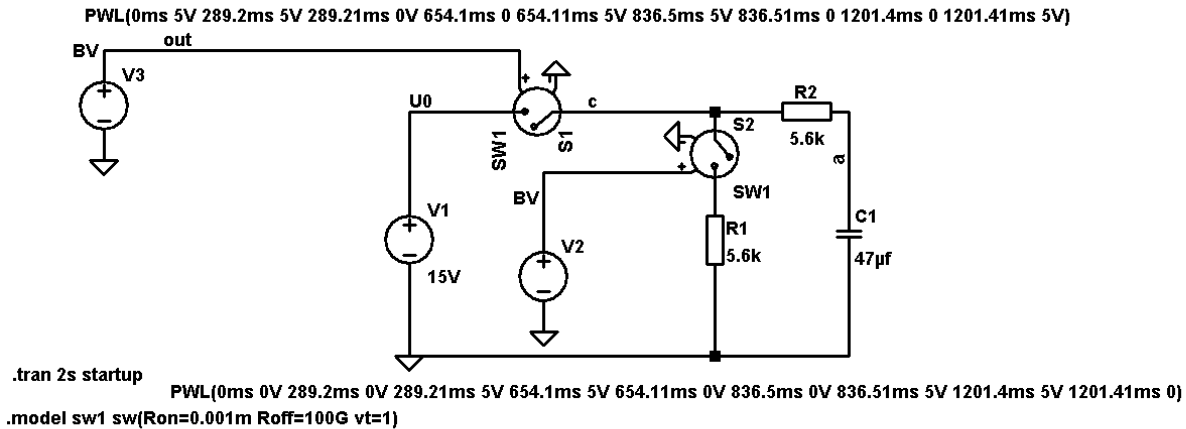 PWL(0ms 5V 289.2ms 5V 289.21ms 0V 654.1ms 0 654.11ms 5V 836.5ms 5V 836.51ms 0 1201.4ms 0 1201.41ms 5V)
out
BV
V3
+
−
U0
+
SW1
S1
c
S2
+
SW1
R2
5.6k
a
BV
V1
+
−
15V
V2
+
−
R1
5.6k
C1
47µf
.tran 2s startup
PWL(0ms 0V 289.2ms 0V 289.21ms 5V 654.1ms 5V 654.11ms 0V 836.5ms 0V 836.51ms 5V 1201.4ms 5V 1201.41ms 0)
.model sw1 sw(Ron=0.001m Roff=100G vt=1)